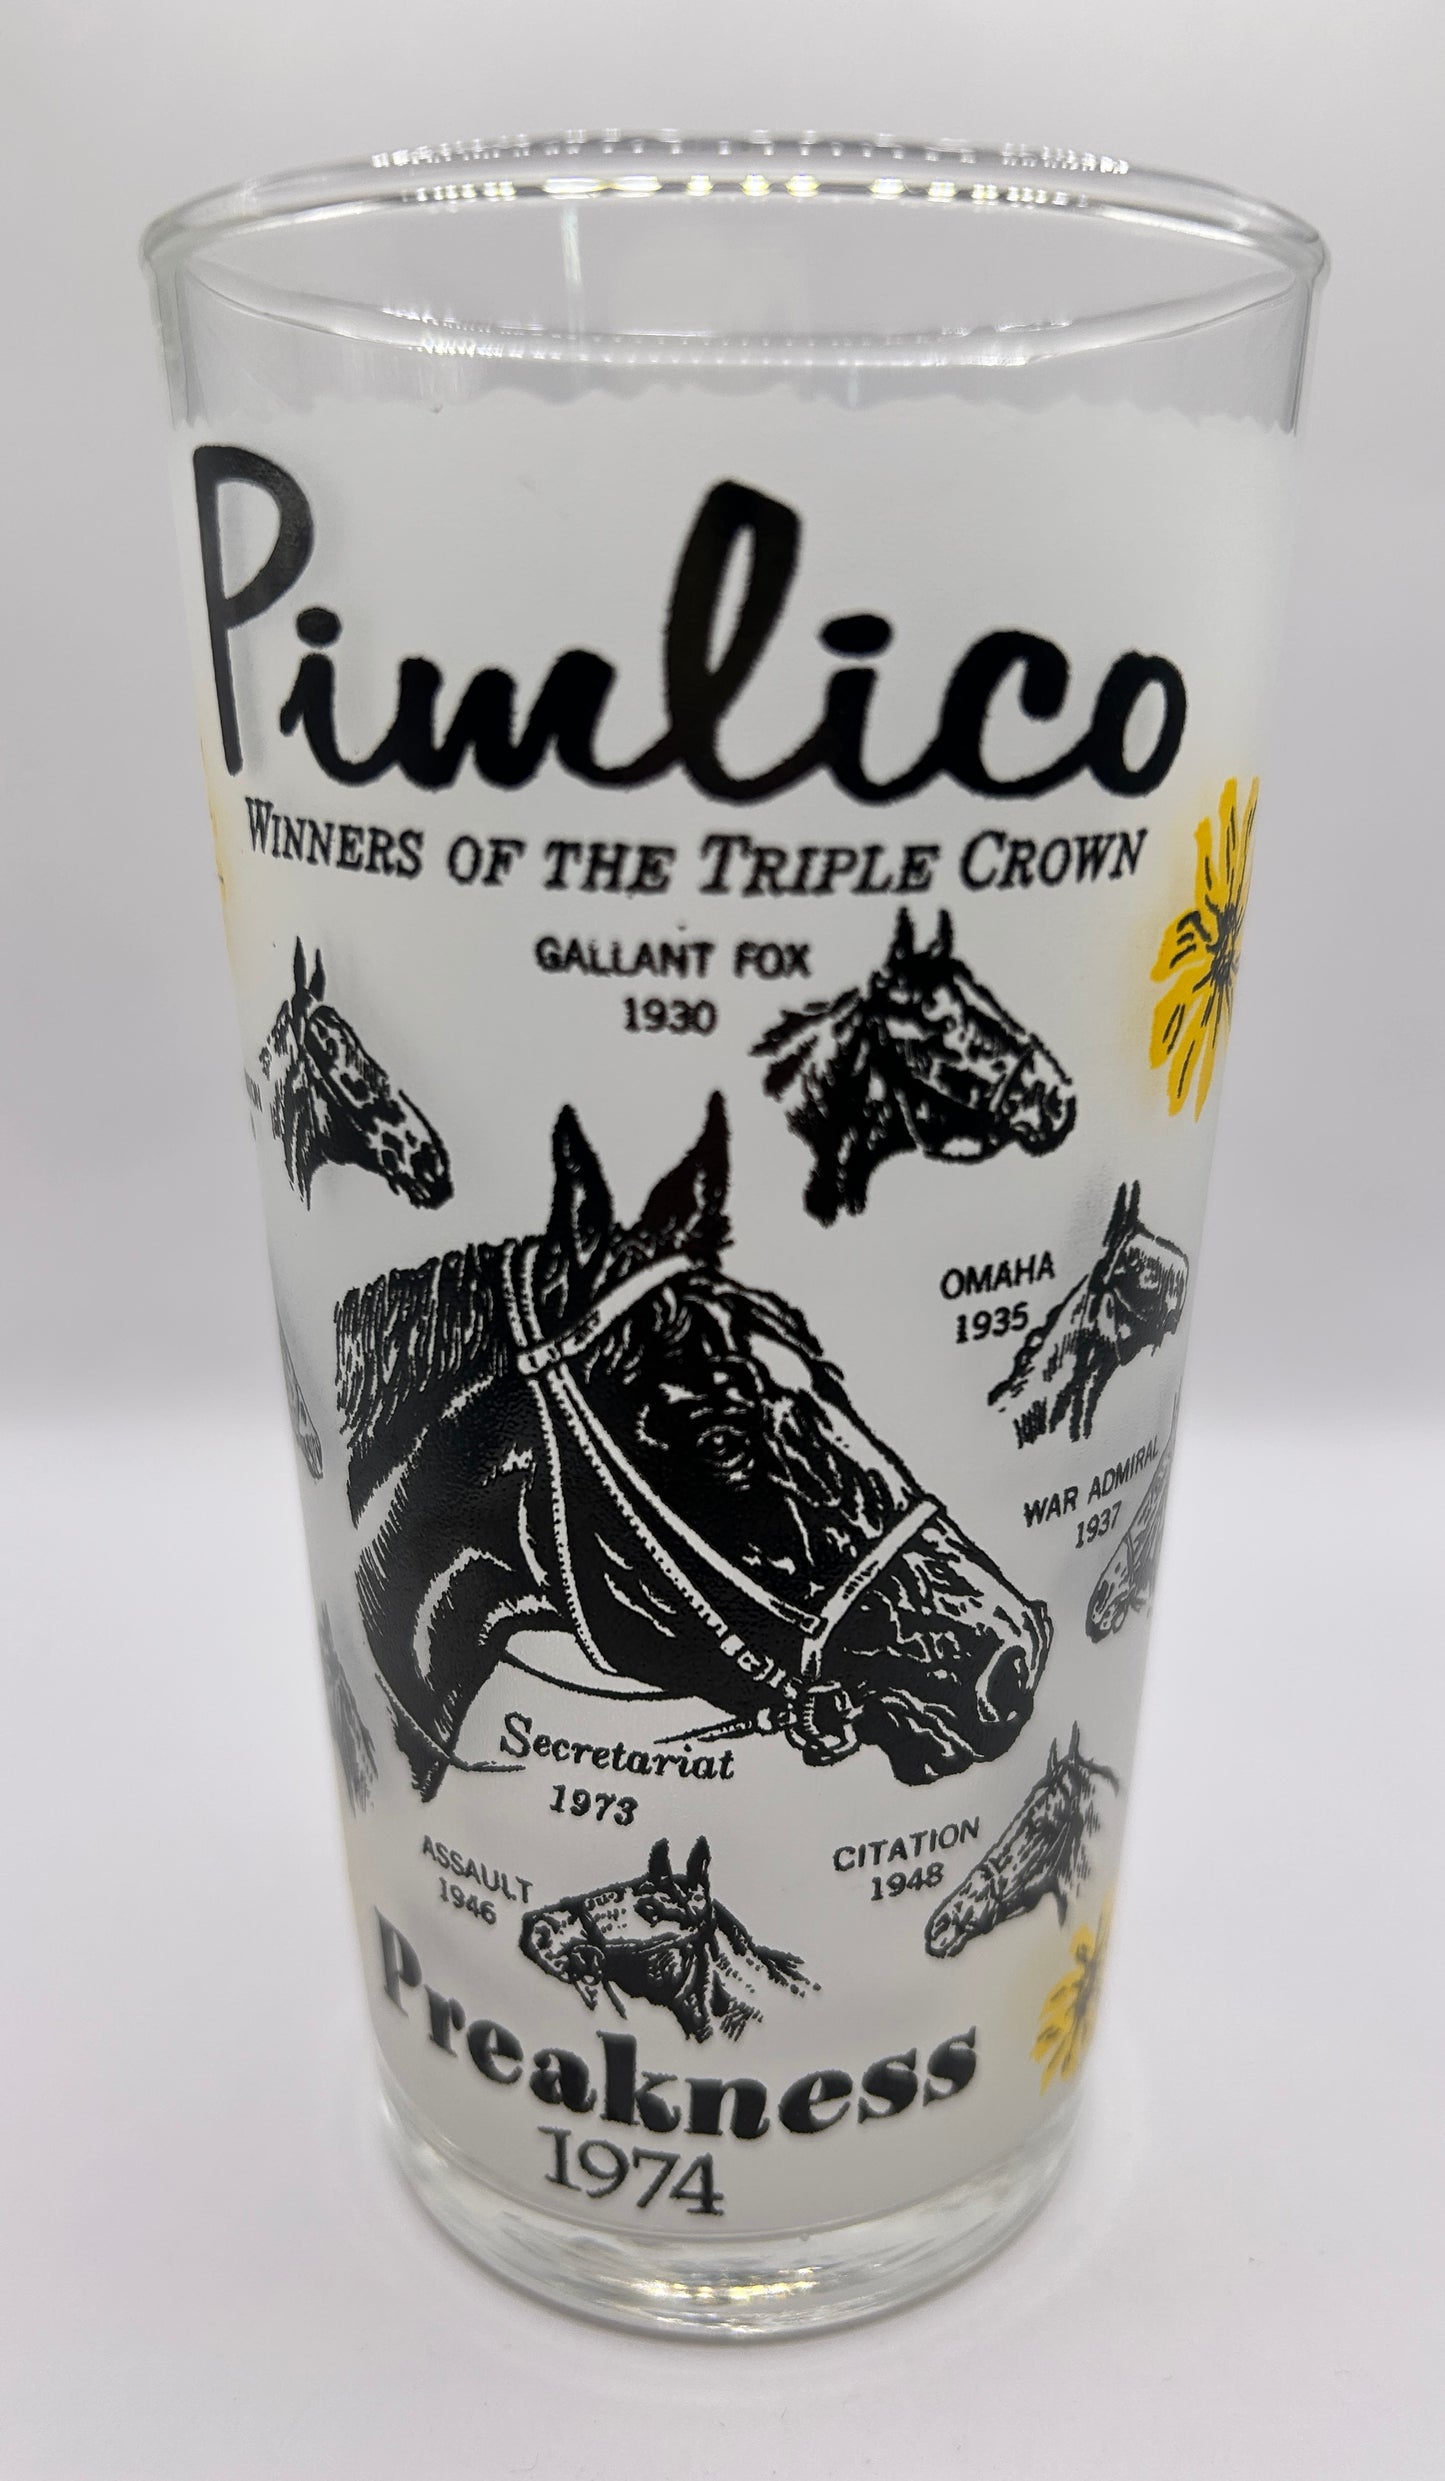 Pimlico
WINNERS OF THE TRIPLE CROWN
GALLANT FOX
1930
OMAHA
1935
WAR ADMIRAL
1937
Secretariat
1973
CITATION
1948
ASSAULT
1946
Preakness
1974